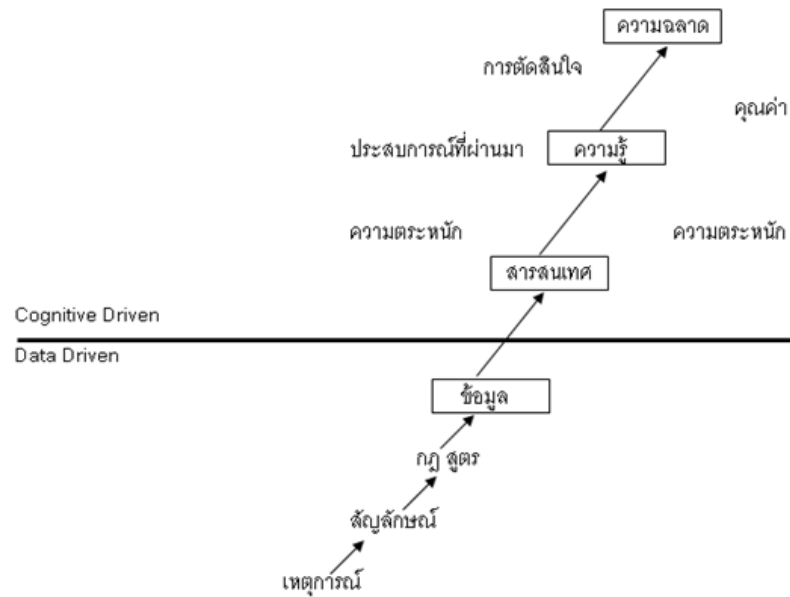 ความฉลาด
การตัดสินใจ
คุณค่า
ประสบการณ์ที่ผ่านมา
ความรู้
ความตระหนัก
ความตระหนัก
สารสนเทศ
Cognitive Driven
Data Driven
ข้อมูล
กฎ สูตร
สัญลักษณ์
เหตุการณ์